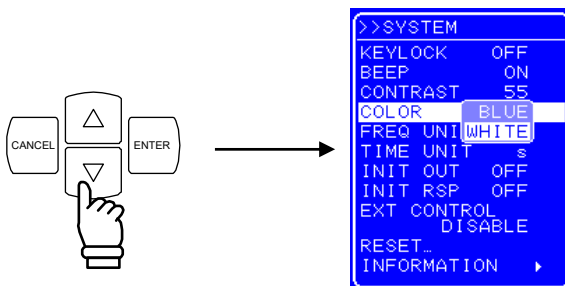 CANCEL
ENTER
>>SYSTEM
KEYLOCK OFF
BEEP ON
CONTRAST 55
COLOR BLUE
FREQ UNI WHITE
TIME UNIT s
INIT OUT OFF
INIT RSP OFF
EXT CONTROL
DISABLE
RESET…
INFORMATION